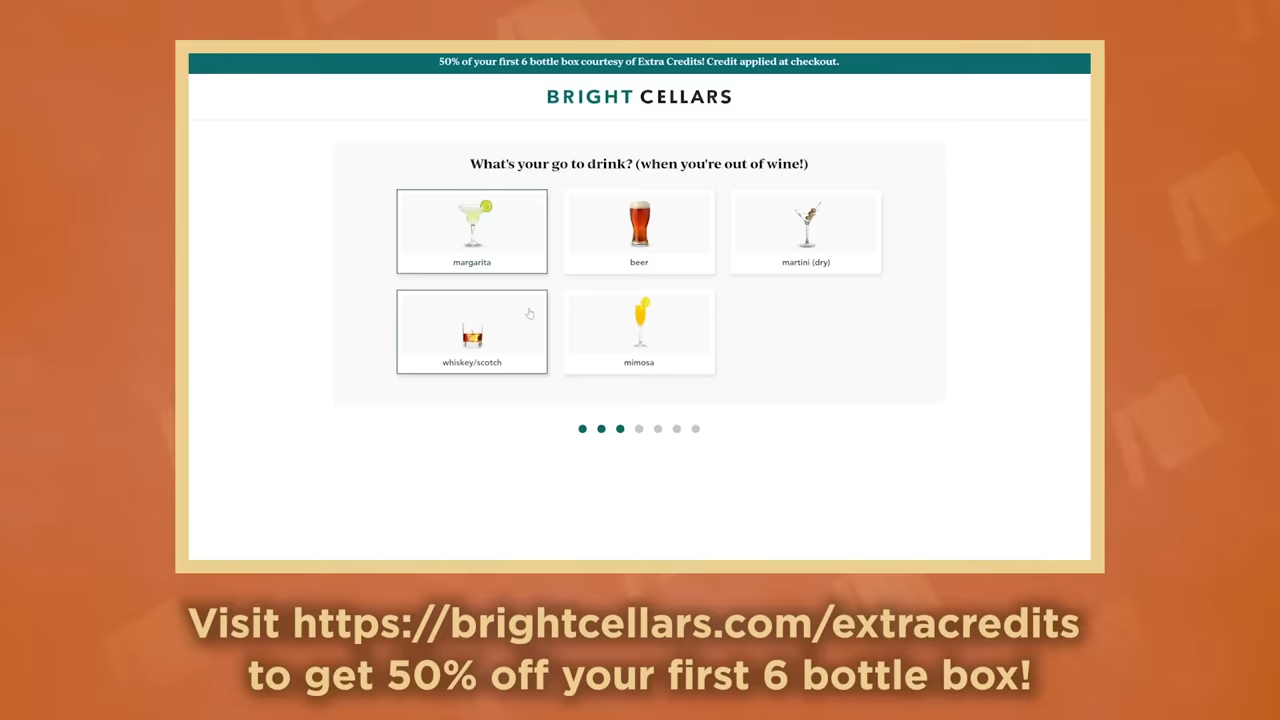 50% of your first 6 bottle box courtesy of Extra Credits! Credit applied at checkout.
BRIGHT CELLARS
What's your go to drink? (when you're out of wine!)
margarita
beer
martini (dry)
whiskey/scotch
mimosa
Visit https://brightcellars.com/extracredits
to get 50% off your first 6 bottle box!